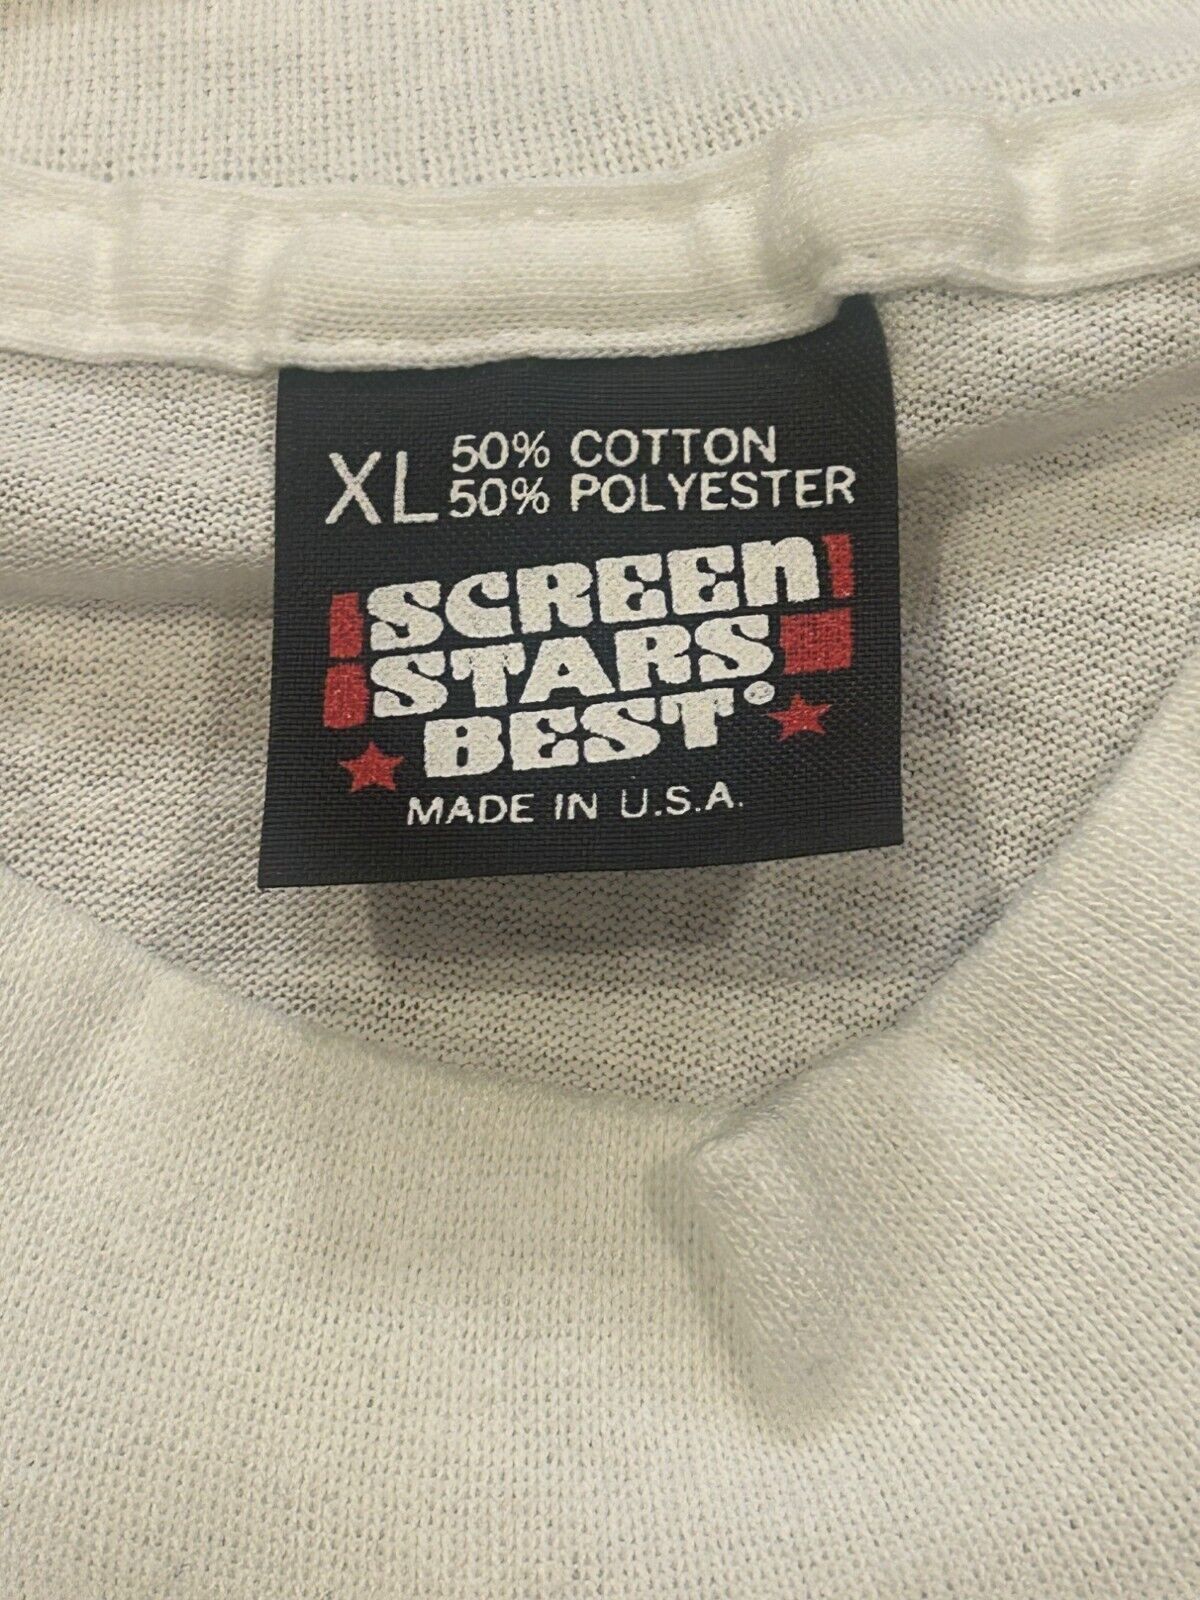 XL 50% COTTON
50% POLYESTER
SCREEN
STARS
BEST®
MADE IN U.S.A.